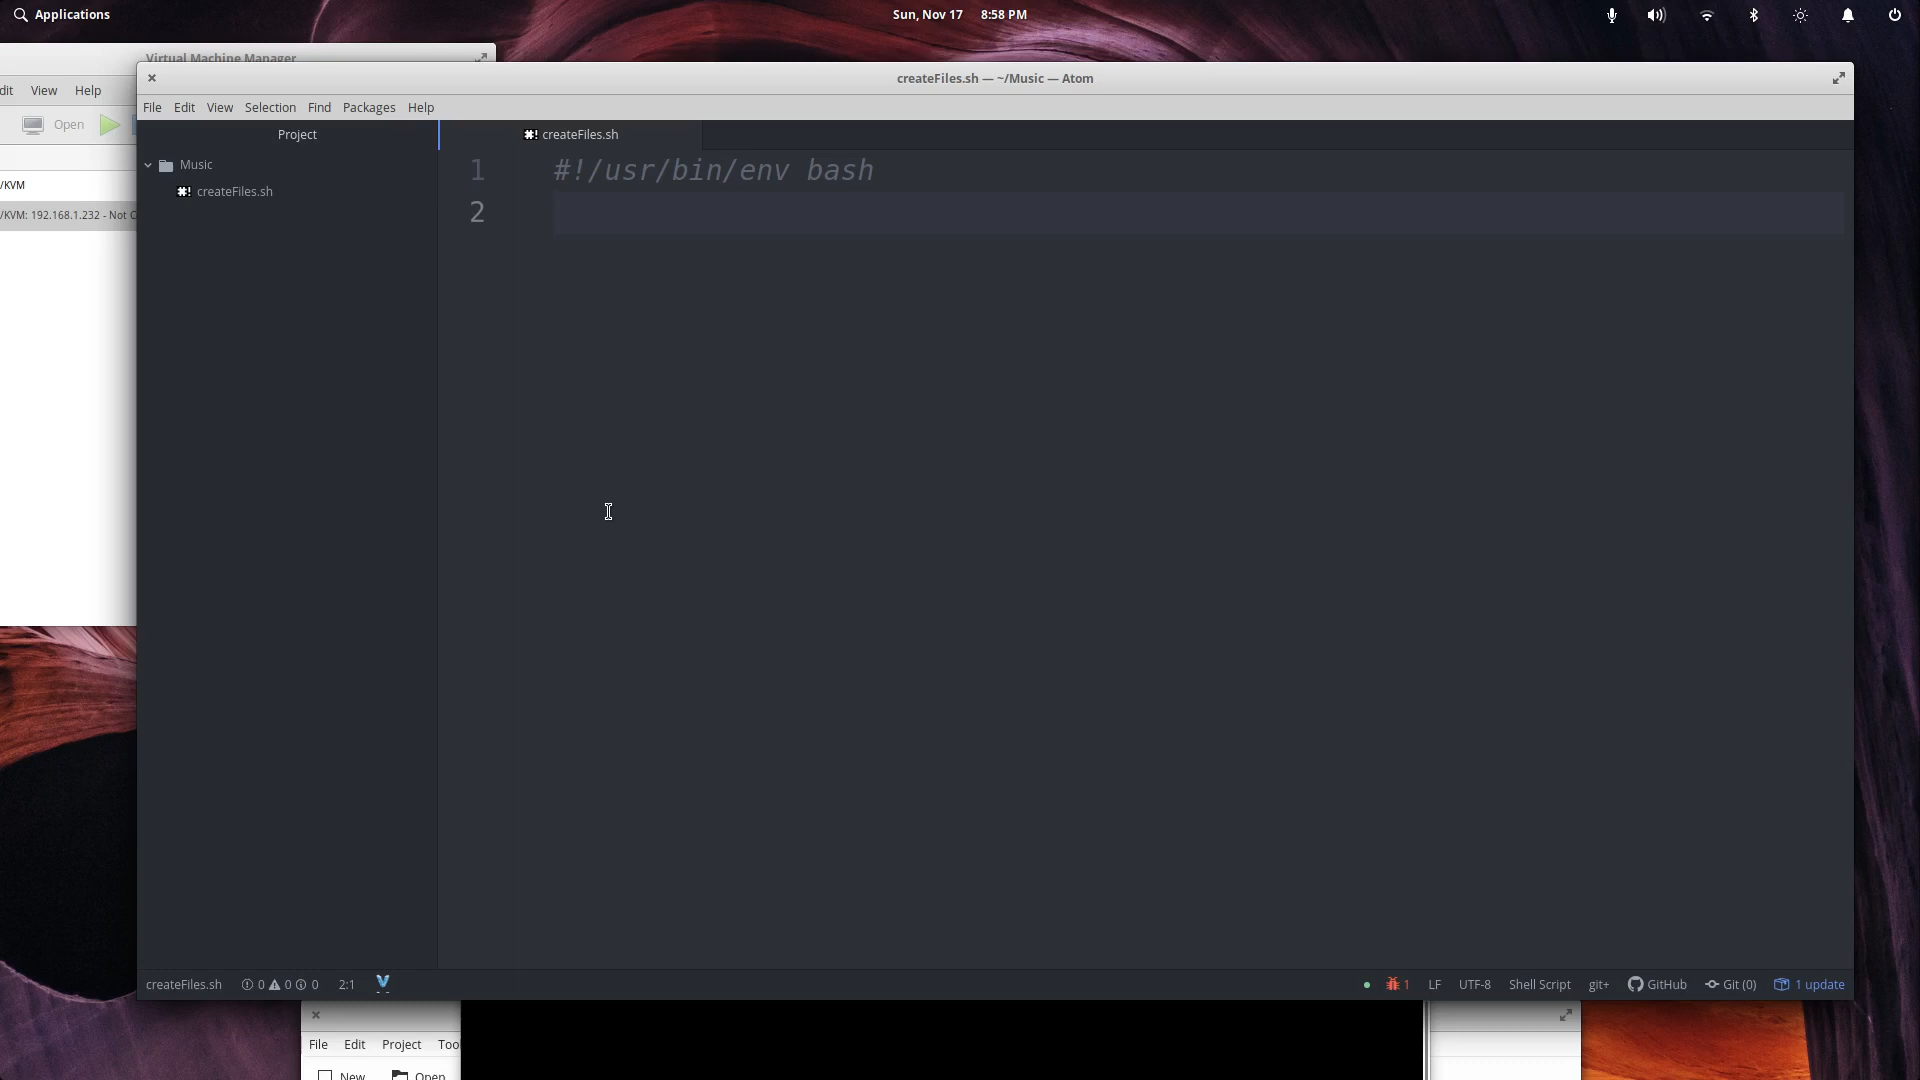 Applications
Sun, Nov 17 8:58 PM
Virtual Machine Manager
createFiles.sh — ~/Music — Atom
dit View Help
File Edit View Selection Find Packages Help
Open
Project
createFiles.sh
Music
createFiles.sh
1 #!/usr/bin/env bash
2
/KVM
/KVM: 192.168.1.232 - Not C
createFiles.sh 0 0 0 2:1
1 LF UTF-8 Shell Script git+ GitHub Git (0) 1 update
File Edit Project Too
New Open